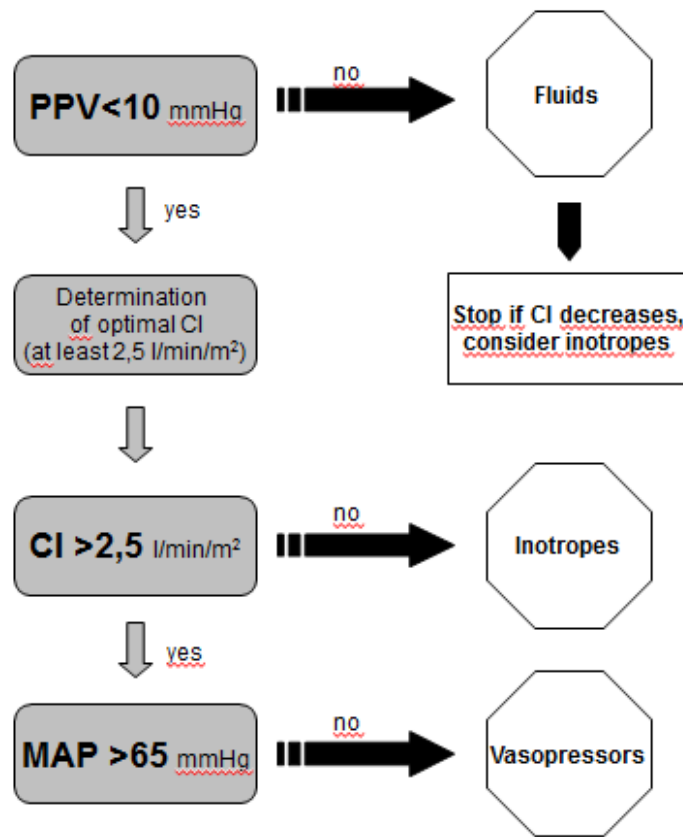 PPV<10 mmHg
no
Fluids
yes
Determination
of optimal CI
(at least 2,5 l/min/m²)
Stop if CI decreases,
consider inotropes
CI >2,5 l/min/m²
no
Inotropes
yes
MAP >65 mmHg
no
Vasopressors